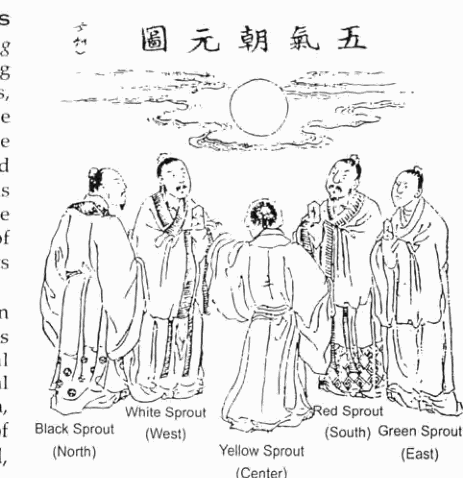 五氣朝元圖
Black Sprout
(North)
White Sprout
(West)
Yellow Sprout
(Center)
Red Sprout
(South)
Green Sprout
(East)